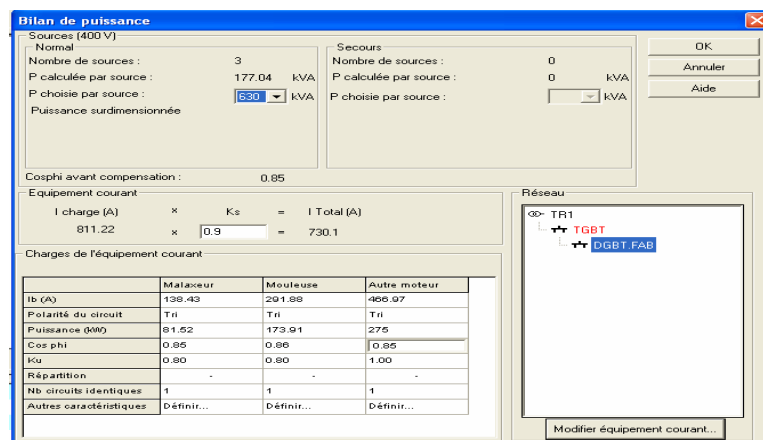 Bilan de puissance
Sources (400 V)
Normal
Nombre de sources : 3
P calculée par source : 177.04 kVA
P choisie par source : 630 kVA
Puissance surdimensionnée
Secours
Nombre de sources : 0
P calculée par source : 0 kVA
P choisie par source : kVA
OK
Annuler
Aide
Cosphi avant compensation : 0.85
Equipement courant
I charge (A) × Ks = I Total (A)
811.22 × 0.9 = 730.1
Réseau
TR1
TGBT
DGBT.FAB
Charges de l'équipement courant
Malaxeur Mouleuse Autre moteur
Ib (A) 138.43 291.88 466.97
Polarité du circuit Tri Tri Tri
Puissance (kW) 81.52 173.91 275
Cos phi 0.85 0.86 0.85
Ku 0.80 0.80 1.00
Répartition - - -
Nb circuits identiques 1 1 1
Autres caractéristiques Définir... Définir... Définir...
Modifier équipement courant...